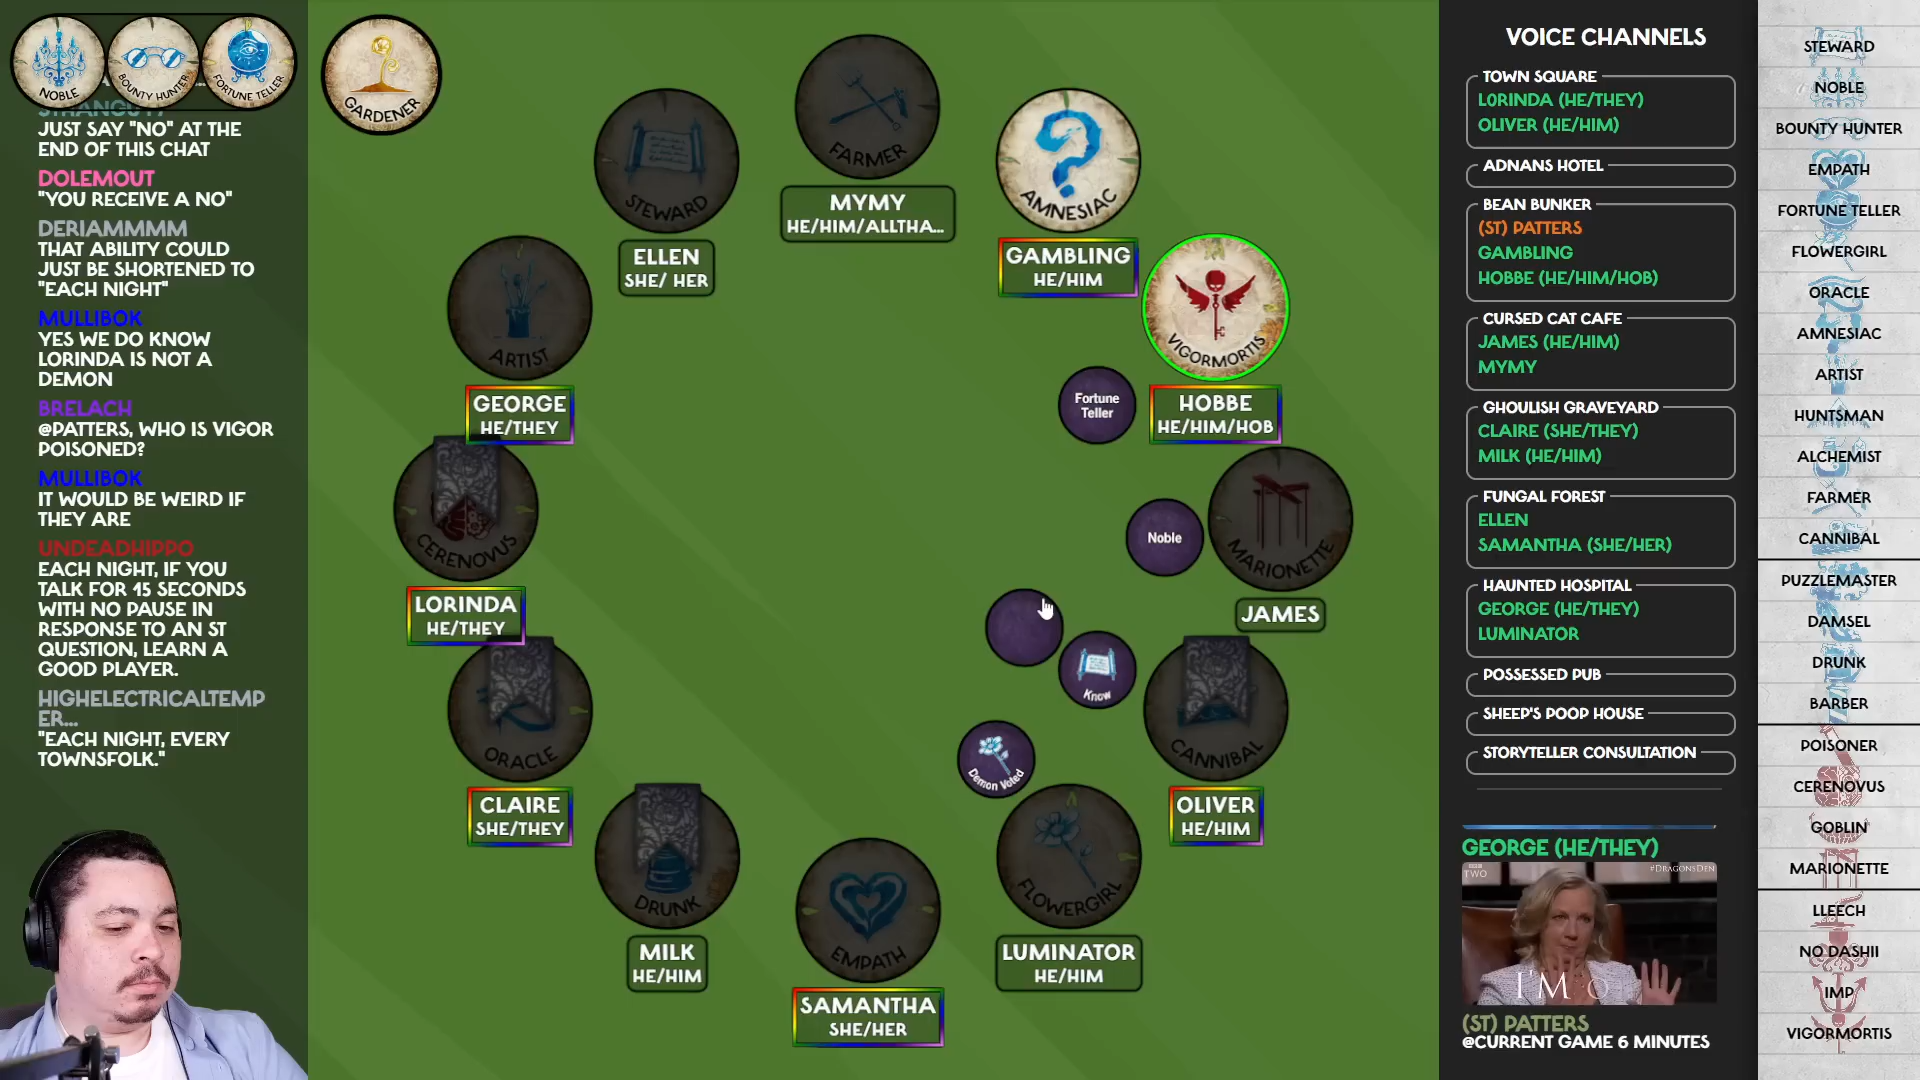 NOBLE
BOUNTY HUNTER
FORTUNE TELLER
GARDENER
JUST SAY "NO" AT THE
END OF THIS CHAT
DOLEMOUT
"YOU RECEIVE A NO"
DERIAMMMM
THAT ABILITY COULD
JUST BE SHORTENED TO
"EACH NIGHT"
MULLIBOK
YES WE DO KNOW
LORINDA IS NOT A
DEMON
BRELACH
@PATTERS, WHO IS VIGOR
POISONED?
MULLIBOK
IT WOULD BE WEIRD IF
THEY ARE
UNDEADHIPPO
EACH NIGHT, IF YOU
TALK FOR 15 SECONDS
WITH NO PAUSE IN
RESPONSE TO AN ST
QUESTION, LEARN A
GOOD PLAYER.
HIGHELECTRICALTEMP
ER...
"EACH NIGHT, EVERY
TOWNSFOLK."
FARMER
MYMY
HE/HIM/ALLTHA...
AMNESIAC
GAMBLING
HE/HIM
VIGORMORTIS
HOBBE
HE/HIM/HOB
Fortune
Teller
MARIONETTE
JAMES
Noble
CANNIBAL
OLIVER
HE/HIM
Know
FLOWERGIRL
LUMINATOR
HE/HIM
Demon Voted
EMPATH
SAMANTHA
SHE/HER
DRUNK
MILK
HE/HIM
ORACLE
CLAIRE
SHE/THEY
CERENOVUS
LORINDA
HE/THEY
ARTIST
GEORGE
HE/THEY
STEWARD
ELLEN
SHE/ HER
VOICE CHANNELS
TOWN SQUARE
LORINDA (HE/THEY)
OLIVER (HE/HIM)
ADNANS HOTEL
BEAN BUNKER
(ST) PATTERS
GAMBLING
HOBBE (HE/HIM/HOB)
CURSED CAT CAFE
JAMES (HE/HIM)
MYMY
GHOULISH GRAVEYARD
CLAIRE (SHE/THEY)
MILK (HE/HIM)
FUNGAL FOREST
ELLEN
SAMANTHA (SHE/HER)
HAUNTED HOSPITAL
GEORGE (HE/THEY)
LUMINATOR
POSSESSED PUB
SHEEP'S POOP HOUSE
STORYTELLER CONSULTATION
GEORGE (HE/THEY)
TWO
#DRAGONSDEN
I'M O
(ST) PATTERS
@CURRENT GAME 6 MINUTES
STEWARD
NOBLE
BOUNTY HUNTER
EMPATH
FORTUNE TELLER
FLOWERGIRL
ORACLE
AMNESIAC
ARTIST
HUNTSMAN
ALCHEMIST
FARMER
CANNIBAL
PUZZLEMASTER
DAMSEL
DRUNK
BARBER
POISONER
CERENOVUS
GOBLIN
MARIONETTE
LLEECH
NO DASHII
IMP
VIGORMORTIS